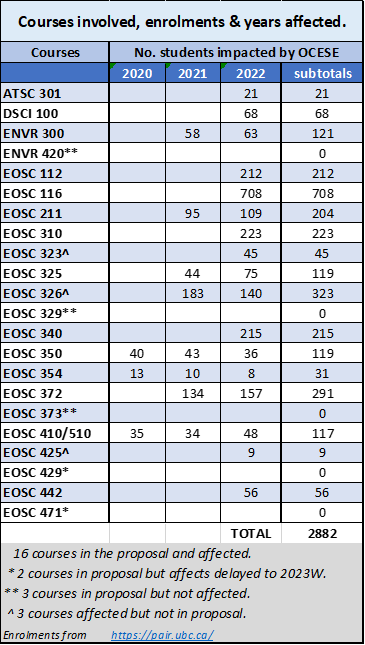 Courses involved, enrolments & years affected.
Courses No. students impacted by OCESE
2020 2021 2022 subtotals
ATSC 301 21 21
DSCI 100 68 68
ENVR 300 58 63 121
ENVR 420** 0
EOSC 112 212 212
EOSC 116 708 708
EOSC 211 95 109 204
EOSC 310 223 223
EOSC 323^ 45 45
EOSC 325 44 75 119
EOSC 326^ 183 140 323
EOSC 329** 0
EOSC 340 215 215
EOSC 350 40 43 36 119
EOSC 354 13 10 8 31
EOSC 372 134 157 291
EOSC 373** 0
EOSC 410/510 35 34 48 117
EOSC 425^ 9 9
EOSC 429* 0
EOSC 442 56 56
EOSC 471* 0
TOTAL 2882
16 courses in the proposal and affected.
* 2 courses in proposal but affects delayed to 2023W.
** 3 courses in proposal but not affected.
^ 3 courses affected but not in proposal.
Enrolments from https://pair.ubc.ca/